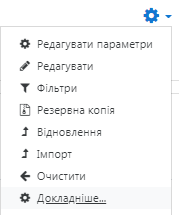 Редагувати параметри
Редагувати
Фільтри
Резервна копія
Відновлення
Імпорт
Очистити
Докладніше...